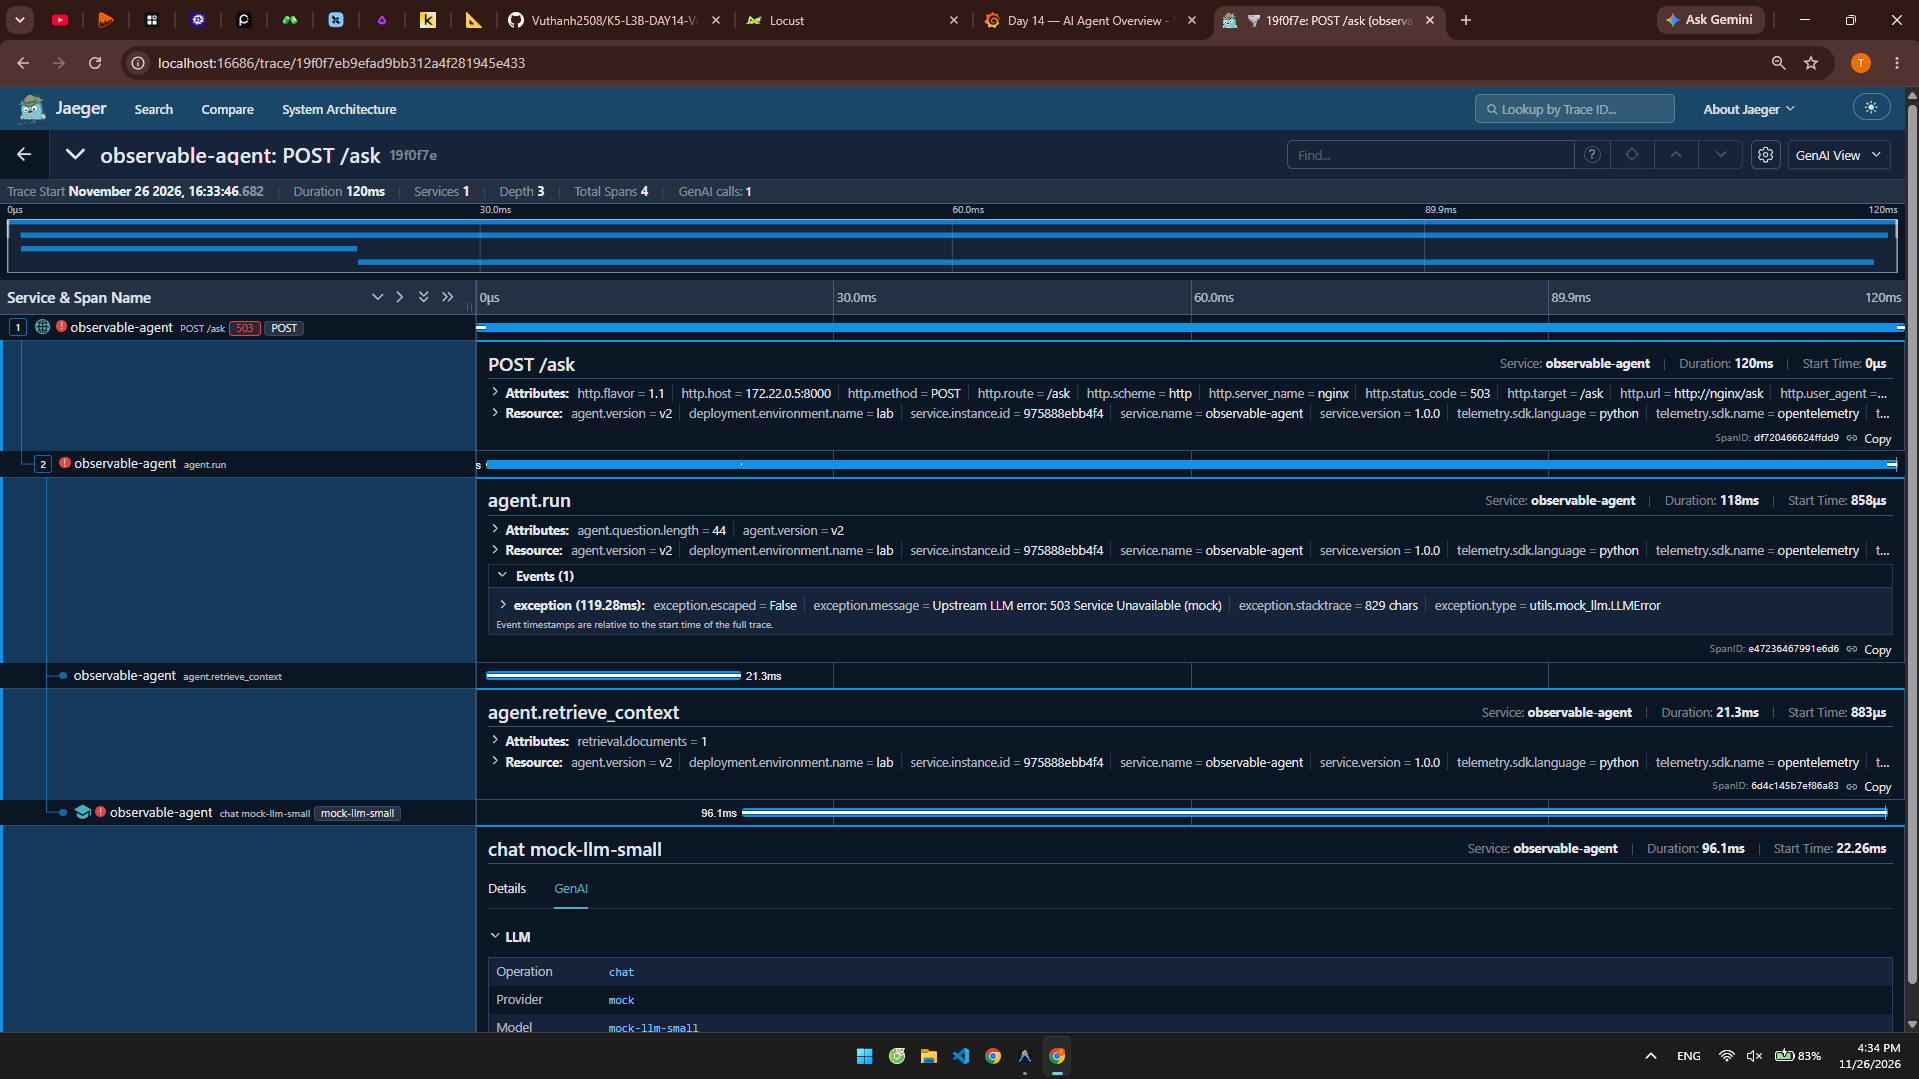 Vuthanh2508/K5-L3B-DAY14-V
Locust
Day 14 — AI Agent Overview -
19f0f7e: POST /ask (observa
Ask Gemini
localhost:16686/trace/19f0f7eb9efad9bb312a4f281945e433
T
Jaeger Search Compare System Architecture Lookup by Trace ID... About Jaeger
observable-agent: POST /ask 19f0f7e Find... ? GenAI View
Trace Start November 26 2026, 16:33:46.682 Duration 120ms Services 1 Depth 3 Total Spans 4 GenAI calls: 1
0μs 30.0ms 60.0ms 89.9ms 120ms
Service & Span Name 0μs 30.0ms 60.0ms 89.9ms 120ms
1 observable-agent POST /ask 503 POST
POST /ask Service: observable-agent Duration: 120ms Start Time: 0μs
Attributes: http.flavor = 1.1 http.host = 172.22.0.5:8000 http.method = POST http.route = /ask http.scheme = http http.server_name = nginx http.status_code = 503 http.target = /ask http.url = http://nginx/ask http.user_agent =...
Resource: agent.version = v2 deployment.environment.name = lab service.instance.id = 975888ebb4f4 service.name = observable-agent service.version = 1.0.0 telemetry.sdk.language = python telemetry.sdk.name = opentelemetry t...
SpanID: df720466624ffdd9 Copy
2 observable-agent agent.run s
agent.run Service: observable-agent Duration: 118ms Start Time: 858μs
Attributes: agent.question.length = 44 agent.version = v2
Resource: agent.version = v2 deployment.environment.name = lab service.instance.id = 975888ebb4f4 service.name = observable-agent service.version = 1.0.0 telemetry.sdk.language = python telemetry.sdk.name = opentelemetry t...
Events (1)
exception (119.28ms): exception.escaped = False exception.message = Upstream LLM error: 503 Service Unavailable (mock) exception.stacktrace = 829 chars exception.type = utils.mock_llm.LLMError
Event timestamps are relative to the start time of the full trace.
SpanID: e47236467991e6d6 Copy
observable-agent agent.retrieve_context 21.3ms
agent.retrieve_context Service: observable-agent Duration: 21.3ms Start Time: 883μs
Attributes: retrieval.documents = 1
Resource: agent.version = v2 deployment.environment.name = lab service.instance.id = 975888ebb4f4 service.name = observable-agent service.version = 1.0.0 telemetry.sdk.language = python telemetry.sdk.name = opentelemetry t...
SpanID: 6d4c145b7ef86a83 Copy
observable-agent chat mock-llm-small mock-llm-small 96.1ms
chat mock-llm-small Service: observable-agent Duration: 96.1ms Start Time: 22.26ms
Details GenAI
LLM
Operation chat
Provider mock
Model mock-llm-small
ENG 83% 4:34 PM
11/26/2026